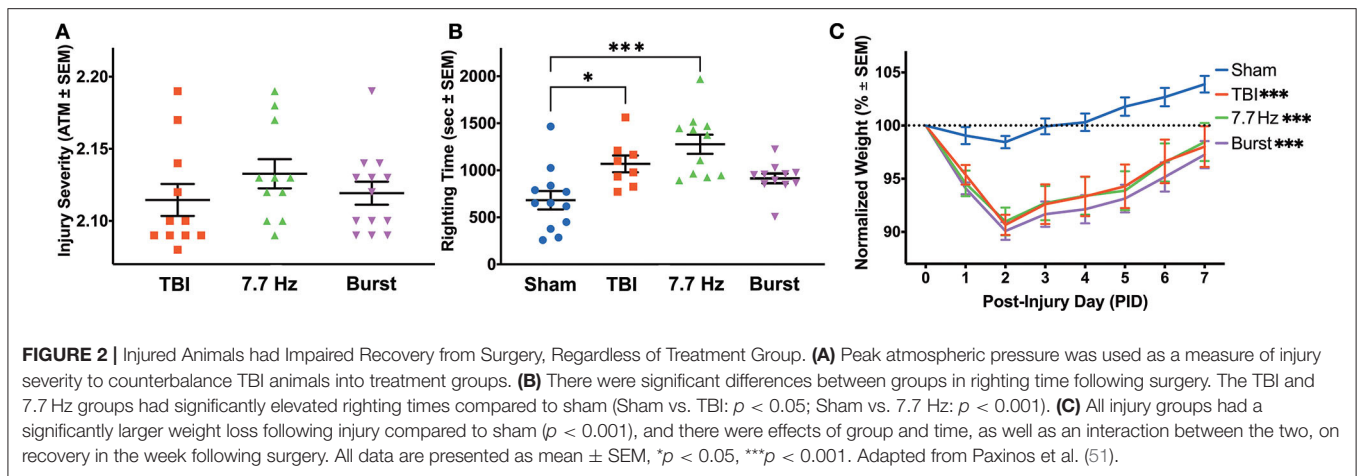 A
Injury Severity (ATM ± SEM)
2.20
2.15
2.10
TBI
7.7 Hz
Burst
B
Righting Time (sec ± SEM)
2000
1500
1000
500
0
***
*
Sham
TBI
7.7 Hz
Burst
C
Normalized Weight (% ± SEM)
105
100
95
90
0 1 2 3 4 5 6 7
Post-Injury Day (PID)
Sham
TBI***
7.7 Hz ***
Burst***
FIGURE 2 | Injured Animals had Impaired Recovery from Surgery, Regardless of Treatment Group. (A) Peak atmospheric pressure was used as a measure of injury
severity to counterbalance TBI animals into treatment groups. (B) There were significant differences between groups in righting time following surgery. The TBI and
7.7 Hz groups had significantly elevated righting times compared to sham (Sham vs. TBI: p < 0.05; Sham vs. 7.7 Hz: p < 0.001). (C) All injury groups had a
significantly larger weight loss following injury compared to sham (p < 0.001), and there were effects of group and time, as well as an interaction between the two, on
recovery in the week following surgery. All data are presented as mean ± SEM, *p < 0.05, ***p < 0.001. Adapted from Paxinos et al. (51).